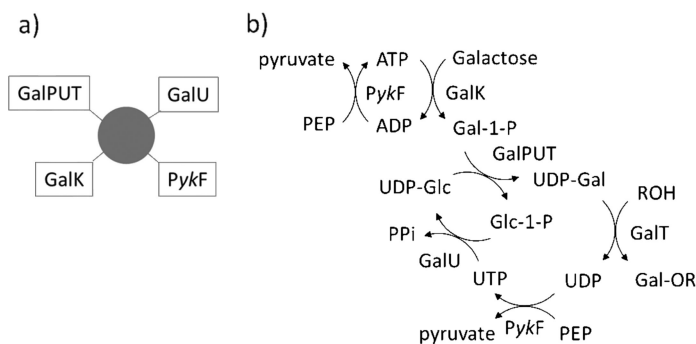 a)
GalPUT
GalU
GalK
PykF
b)
pyruvate
ATP
Galactose
PykF
GalK
PEP
ADP
Gal-1-P
GalPUT
UDP-Glc
UDP-Gal
ROH
Glc-1-P
PPi
GalT
GalU
UTP
UDP
Gal-OR
pyruvate
PykF
PEP